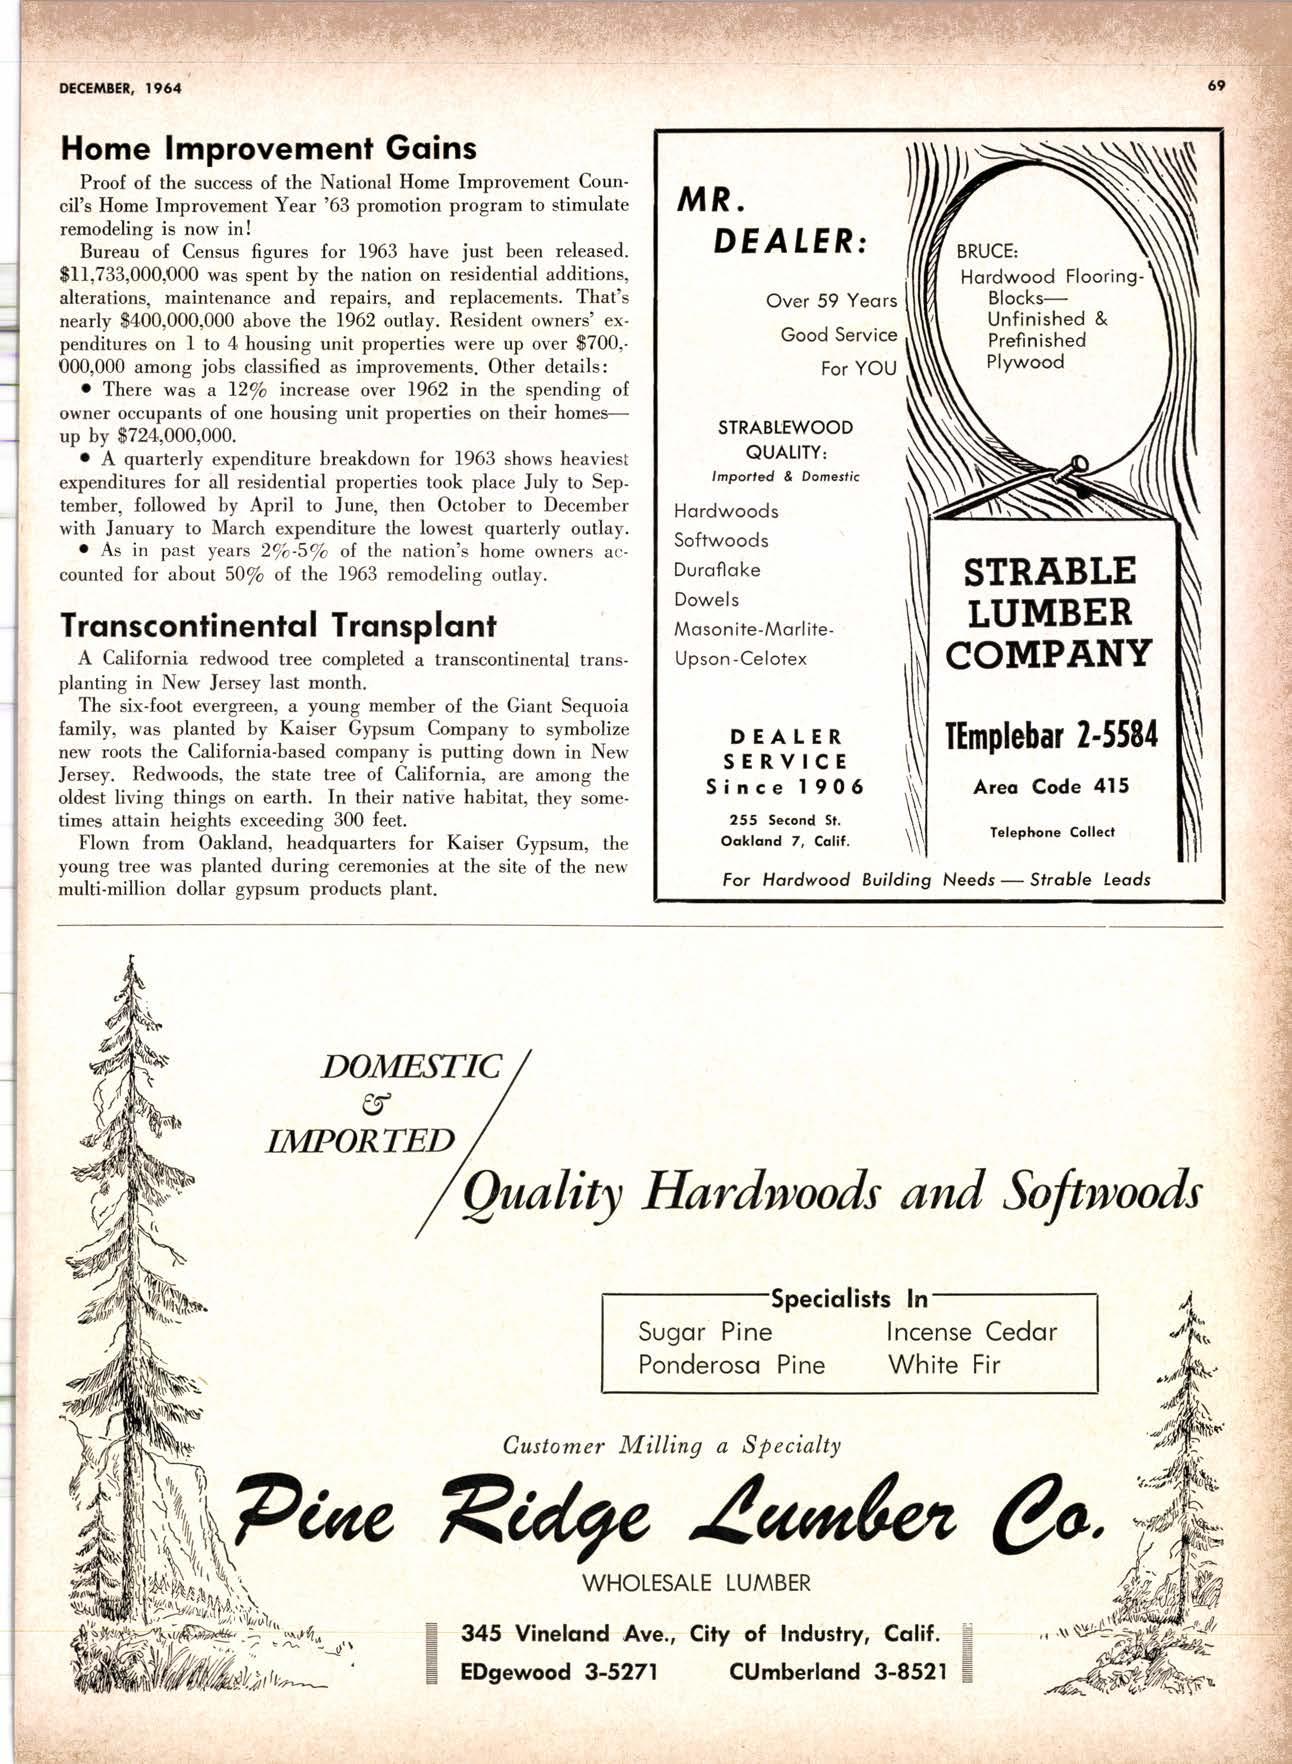 DECEMBER, 1964
69
Home Improvement Gains
Proof of the success of the National Home Improvement Coun-
cil's Home Improvement Year '63 promotion program to stimulate
remodeling is now in!
Bureau of Census figures for 1963 have just been released.
$11,733,000,000 was spent by the nation on residential additions,
alterations, maintenance and repairs, and replacements. That's
nearly $400,000,000 above the 1962 outlay. Resident owners' ex-
penditures on 1 to 4 housing unit properties were up over $700,-
000,000 among jobs classified as improvements. Other details:
• There was a 12% increase over 1962 in the spending of
owner occupants of one housing unit properties on their homes—
up by $724,000,000.
• A quarterly expenditure breakdown for 1963 shows heaviest
expenditures for all residential properties took place July to Sep-
tember, followed by April to June, then October to December
with January to March expenditure the lowest quarterly outlay.
• As in past years 2%-5% of the nation's home owners ac-
counted for about 50% of the 1963 remodeling outlay.
Transcontinental Transplant
A California redwood tree completed a transcontinental trans-
planting in New Jersey last month.
The six-foot evergreen, a young member of the Giant Sequoia
family, was planted by Kaiser Gypsum Company to symbolize
new roots the California-based company is putting down in New
Jersey. Redwoods, the state tree of California, are among the
oldest living things on earth. In their native habitat, they some-
times attain heights exceeding 300 feet.
Flown from Oakland, headquarters for Kaiser Gypsum, the
young tree was planted during ceremonies at the site of the new
multi-million dollar gypsum products plant.
MR.
DEALER:
Over 59 Years
Good Service
For YOU
STRABLEWOOD
QUALITY:
Imported & Domestic
Hardwoods
Softwoods
Duraflake
Dowels
Masonite-Marlite-
Upson-Celotex
DEALER
SERVICE
Since 1906
255 Second St.
Oakland 7, Calif.
BRUCE:
Hardwood Flooring-
Blocks—
Unfinished &
Prefinished
Plywood
STRABLE
LUMBER
COMPANY
TEmplebar 2-5584
Area Code 415
Telephone Collect
For Hardwood Building Needs — Strable Leads
DOMESTIC
&
IMPORTED
Quality Hardwoods and Softwoods
Specialists In
Sugar Pine Incense Cedar
Ponderosa Pine White Fir
Customer Milling a Specialty
Pine Ridge Lumber Co.
WHOLESALE LUMBER
345 Vineland Ave., City of Industry, Calif.
EDgewood 3-5271 CUmberland 3-8521